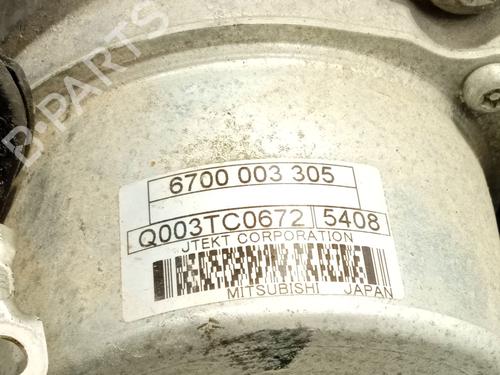 B-PARTS
6700 003 305
Q003TC0672 5408
JTEKT CORPORATION
MITSUBISHI JAPAN